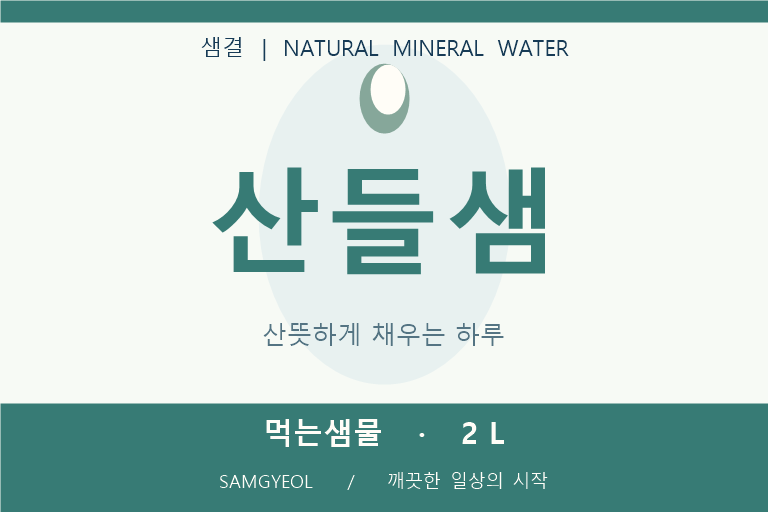 샘결 | NATURAL MINERAL WATER
산들샘
산뜻하게 채우는 하루
먹는샘물 · 2 L
SAMGYEOL / 깨끗한 일상의 시작